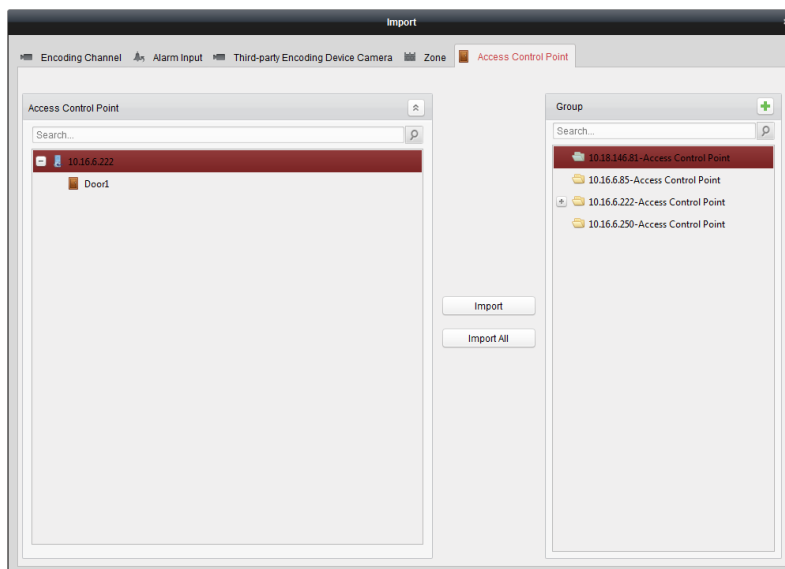 Import
Encoding Channel Alarm Input Third-party Encoding Device Camera Zone Access Control Point
Access Control Point
Search...
10.16.6.222
Door1
Import
Import All
Group
Search...
10.18.146.81-Access Control Point
10.16.6.85-Access Control Point
10.16.6.222-Access Control Point
10.16.6.250-Access Control Point